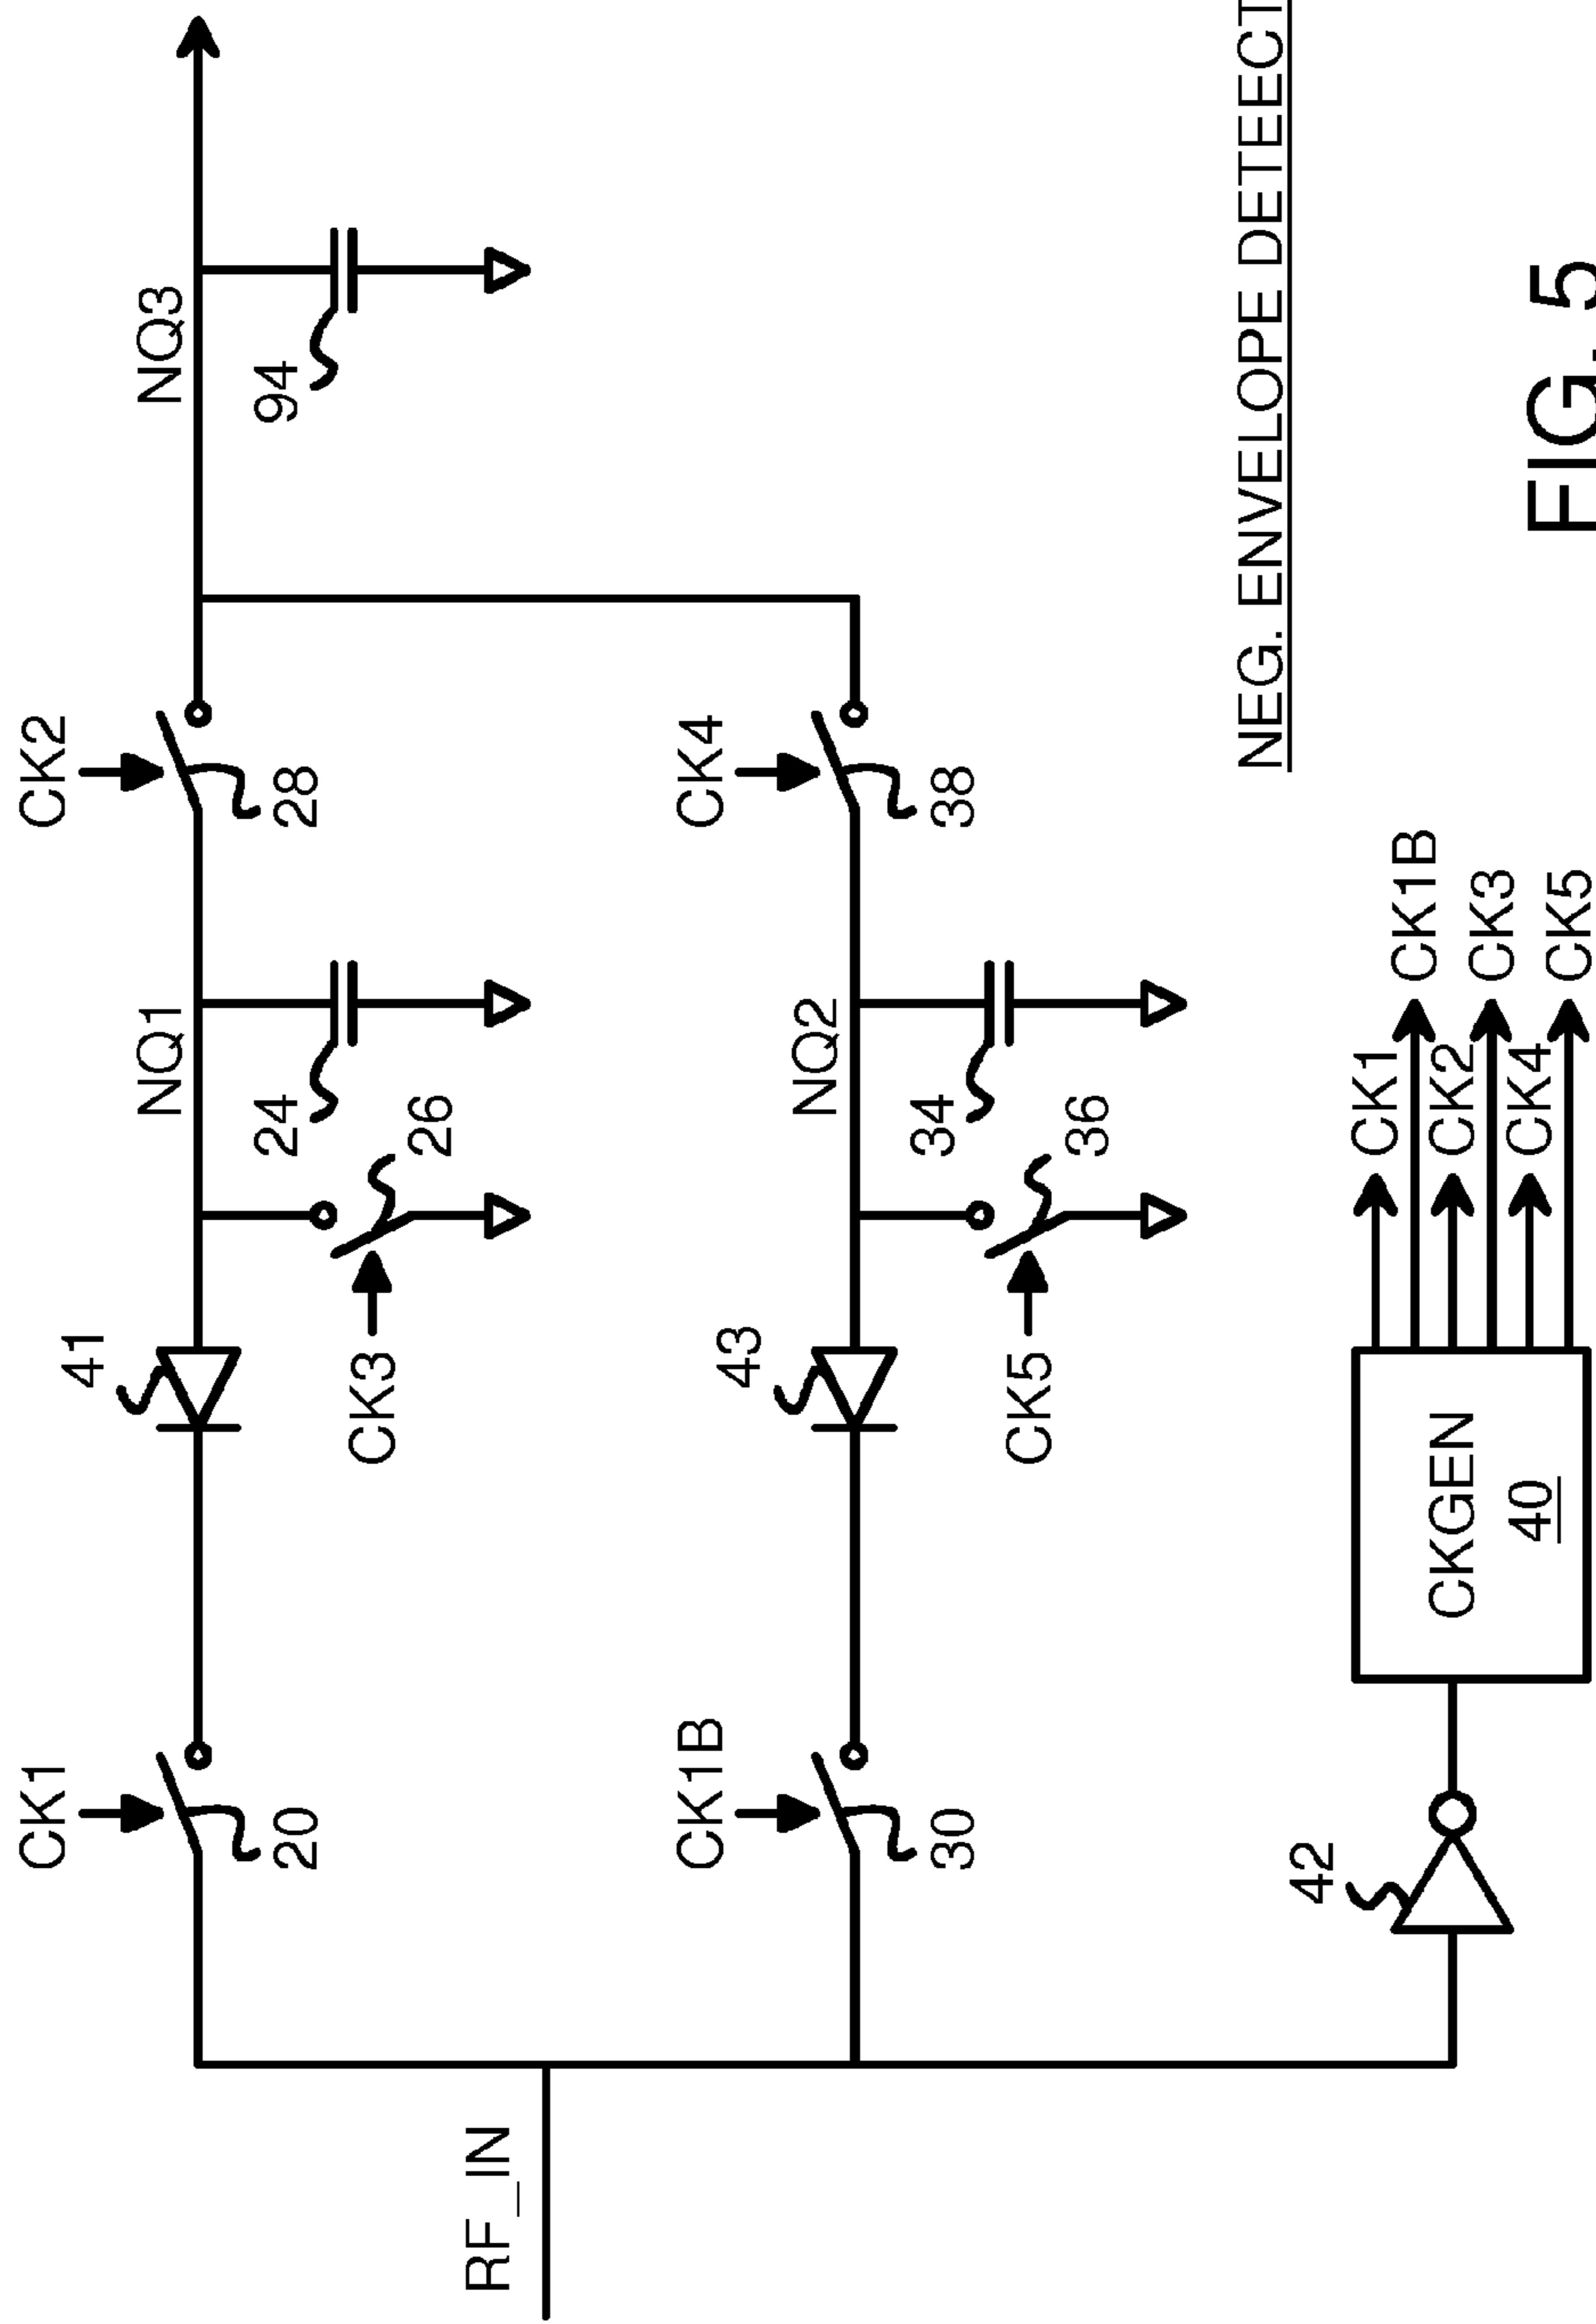 CK1
20
41
CK3
26
24
NQ1
CK2
28
NQ3
94
RF_IN
CK1B
30
43
CK5
36
34
NQ2
CK4
38
42
CKGEN
40
CK1
CK1B
CK2
CK3
CK4
CK5
NEG. ENVELOPE DETEECT
FIG. 5